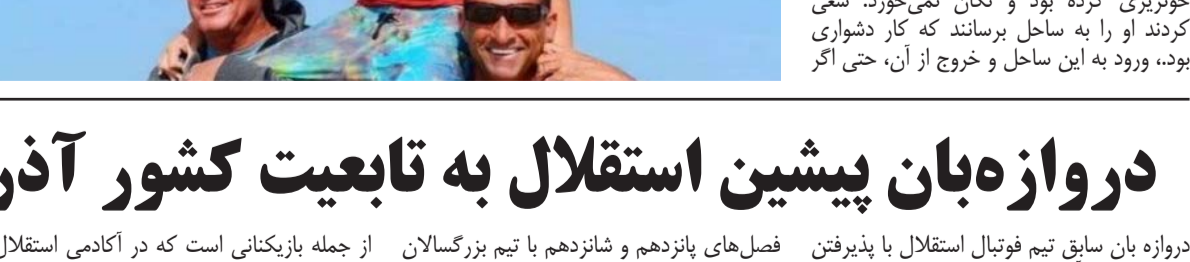 خونریزی کرده بود و تکان نمی‌خورد. سعی
کردند او را به ساحل برسانند که کار دشواری
بود.، ورود به این ساحل و خروج از آن، حتی اگر
دروازه‌بان پیشین استقلال به تابعیت کشور آذر
دروازه بان سابق تیم فوتبال استقلال با پذیرفتن
فصل‌های پانزدهم و شانزدهم با تیم بزرگسالان
از جمله بازیکنانی است که در آکادمی استقلال